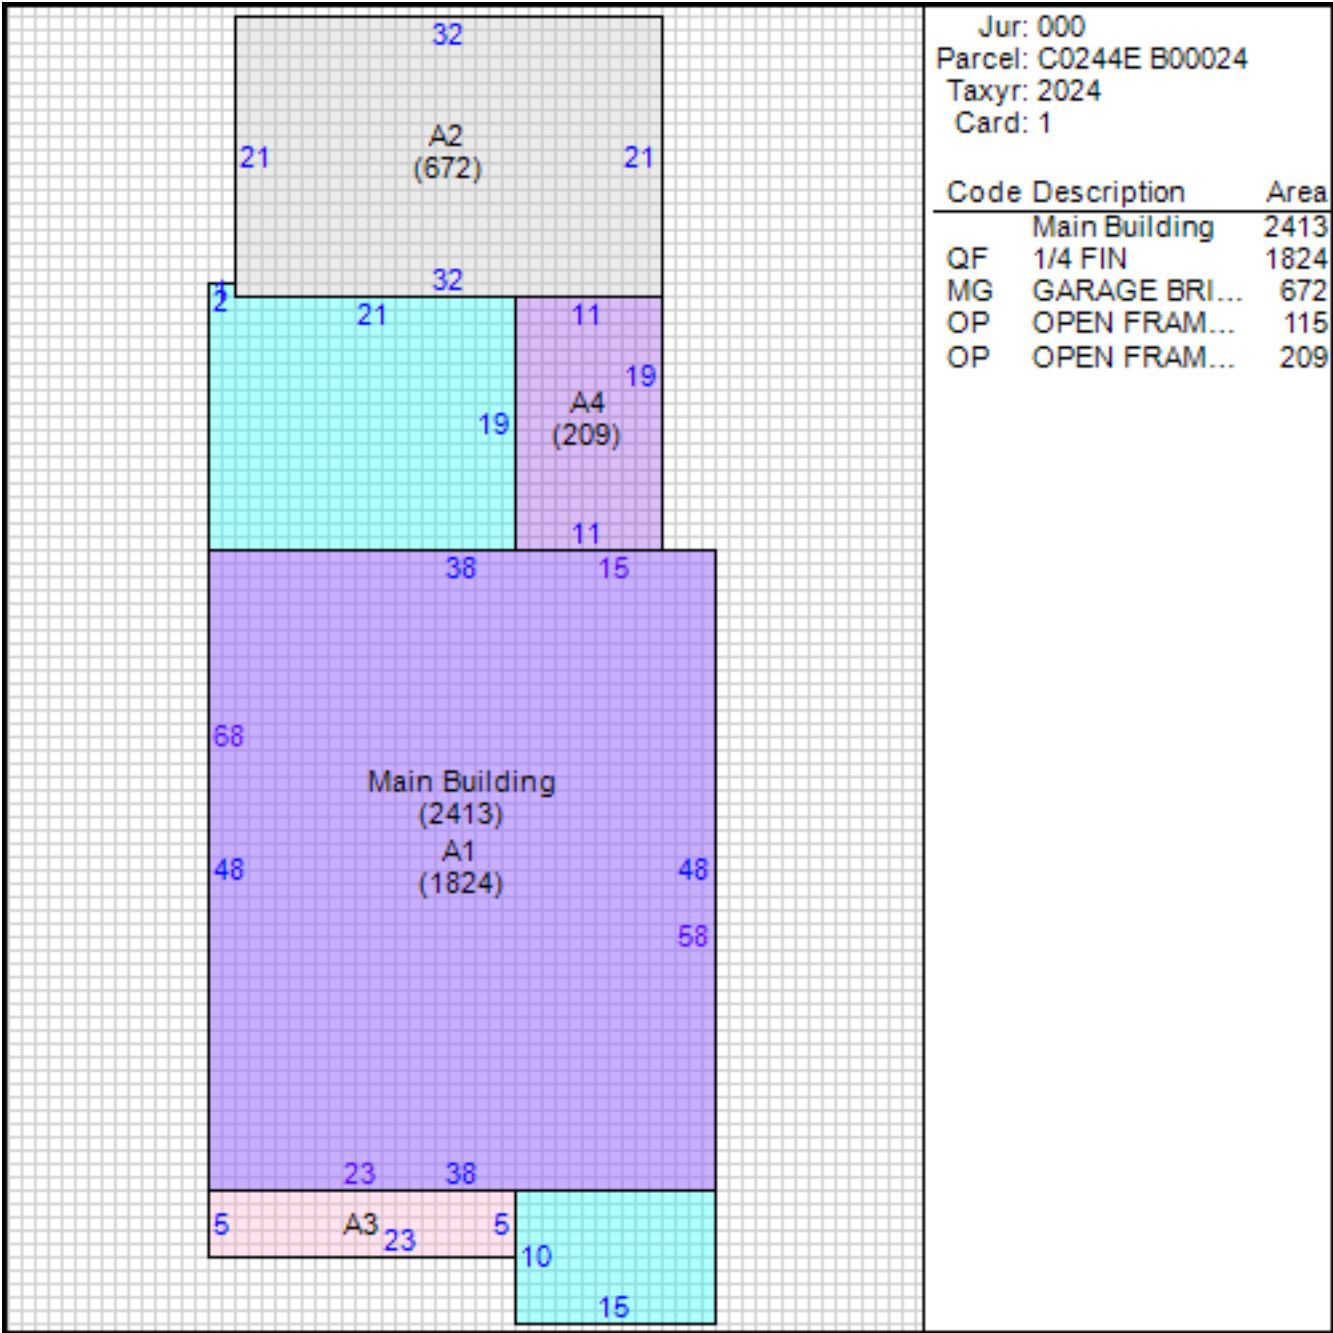 32
A2
(672)
21 21
32
1
2
21 11
19
A4
(209)
19
11
38 15
68
Main Building
(2413)
A1
(1824)
48 48
58
23 38
5 A3 5
23
10
15
Jur: 000
Parcel: C0244E B00024
Taxyr: 2024
Card: 1
Code Description Area
Main Building 2413
QF 1/4 FIN 1824
MG GARAGE BRI... 672
OP OPEN FRAM... 115
OP OPEN FRAM... 209